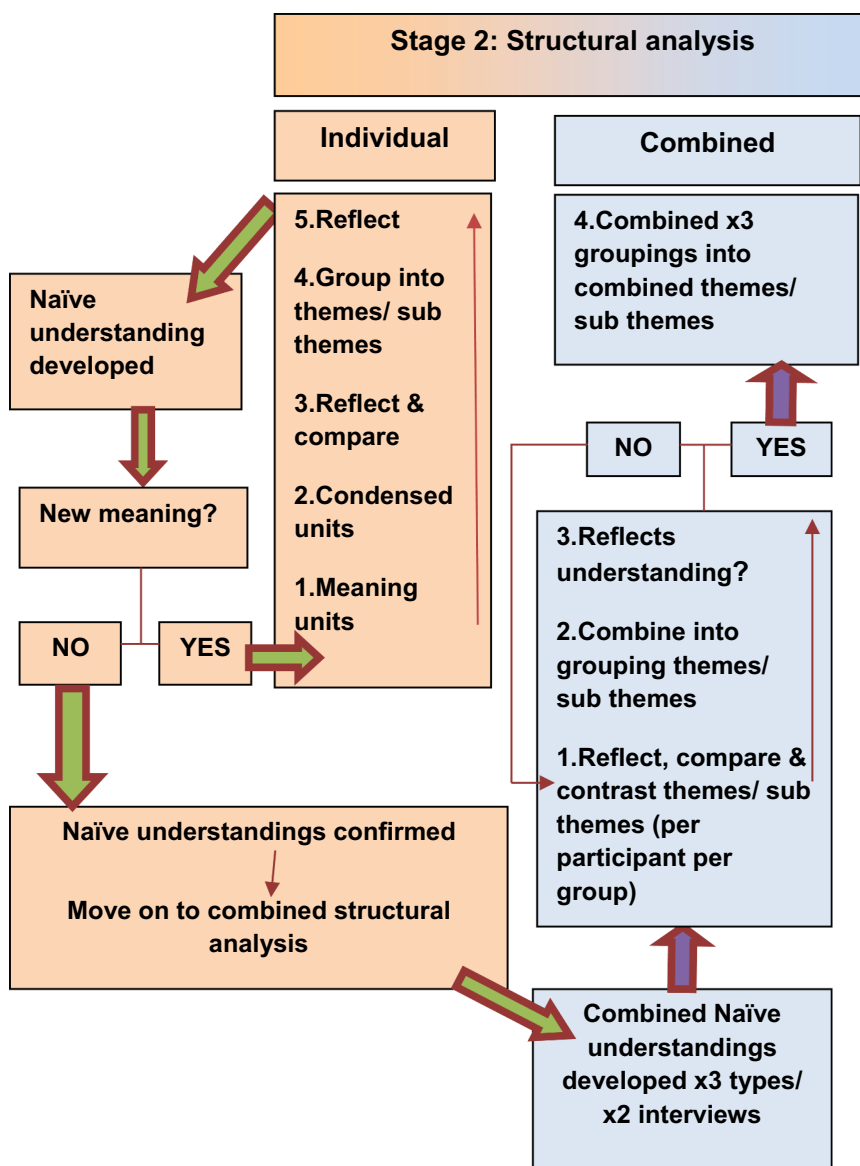 Stage 2: Structural analysis
Individual
5.Reflect
4.Group into
themes/ sub
themes
3.Reflect &
compare
2.Condensed
units
1.Meaning
units
Naïve
understanding
developed
New meaning?
NO
YES
Naïve understandings confirmed
Move on to combined structural
analysis
Combined
4.Combined x3
groupings into
combined themes/
sub themes
NO
YES
3.Reflects
understanding?
2.Combine into
grouping themes/
sub themes
1.Reflect, compare &
contrast themes/ sub
themes (per
participant per
group)
Combined Naïve
understandings
developed x3 types/
x2 interviews